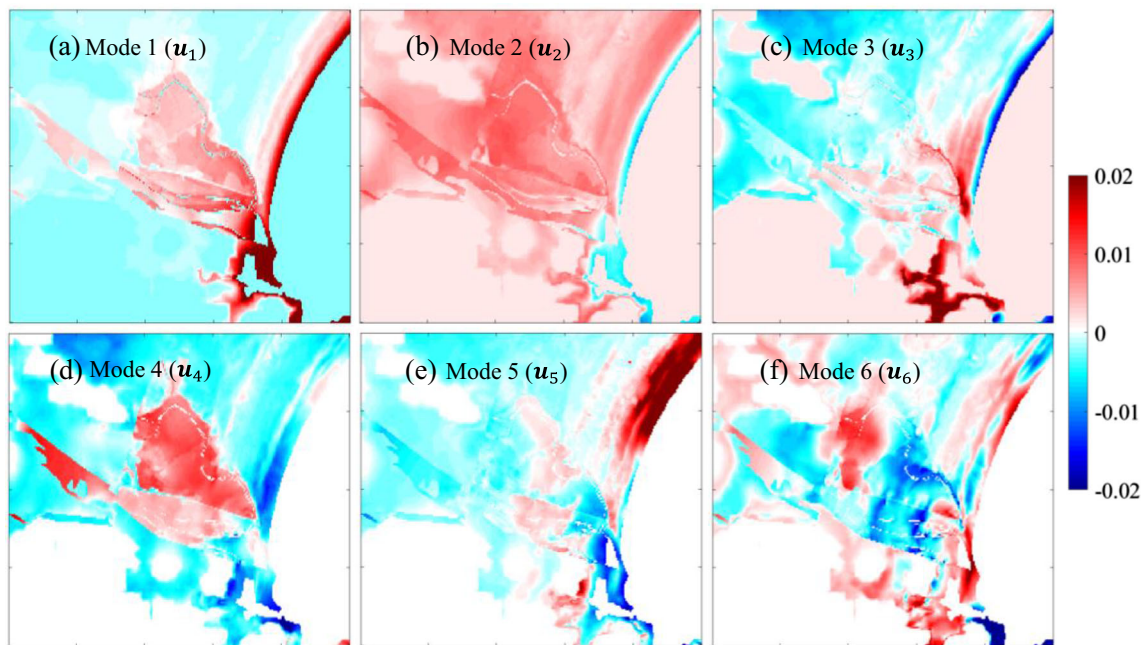 (a) Mode 1 (u₁)
(b) Mode 2 (u₂)
(c) Mode 3 (u₃)
(d) Mode 4 (u₄)
(e) Mode 5 (u₅)
(f) Mode 6 (u₆)
0.02
0.01
0
-0.01
-0.02